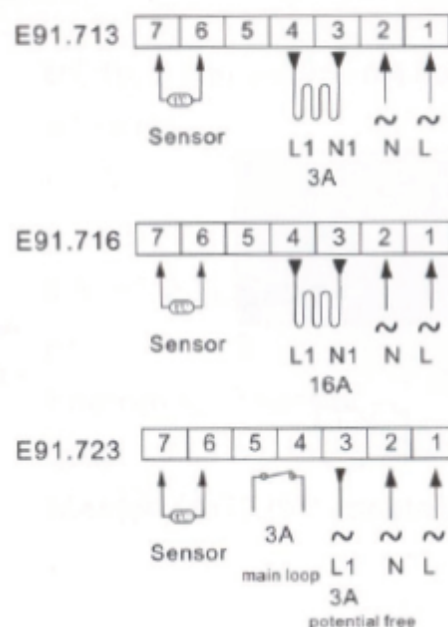 E91.713 7 6 5 4 3 2 1
Sensor L1 N1 N L
3A
E91.716 7 6 5 4 3 2 1
Sensor L1 N1 N L
16A
E91.723 7 6 5 4 3 2 1
3A
Sensor
main loop L1 N L
3A
potential free